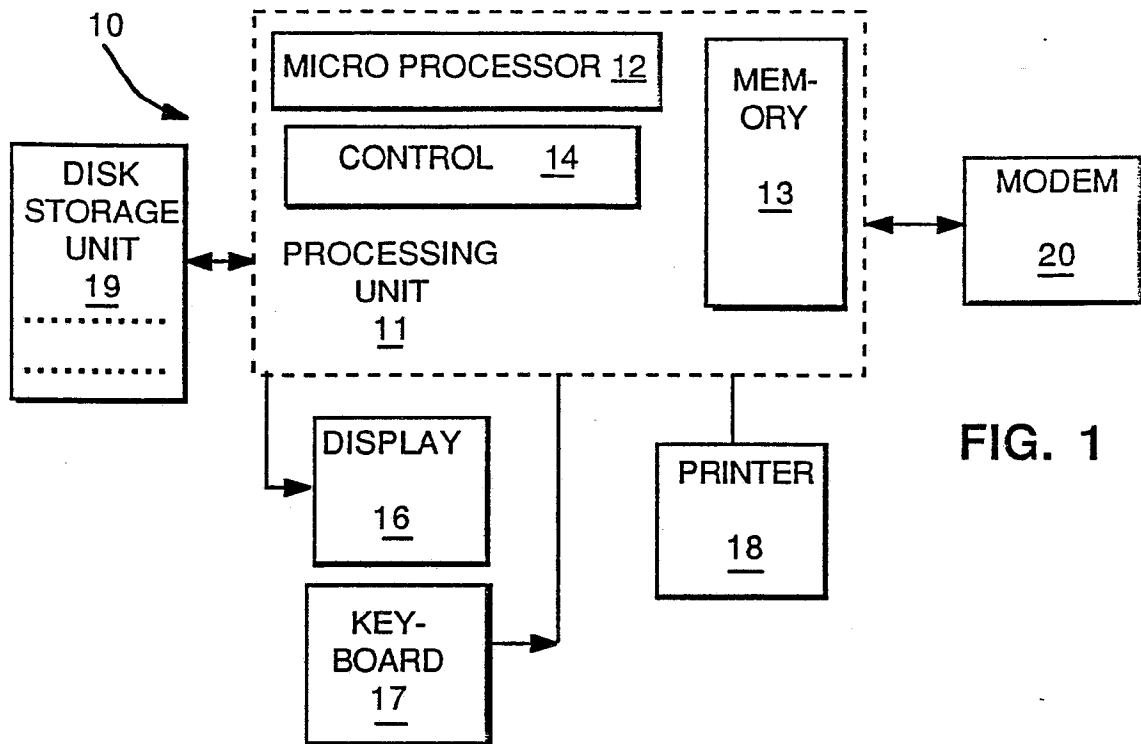 10
MICRO PROCESSOR 12
MEM-
ORY
13
CONTROL 14
DISK
STORAGE
UNIT
19
PROCESSING
UNIT
11
MODEM
20
DISPLAY
16
PRINTER
18
FIG. 1
KEY-
BOARD
17